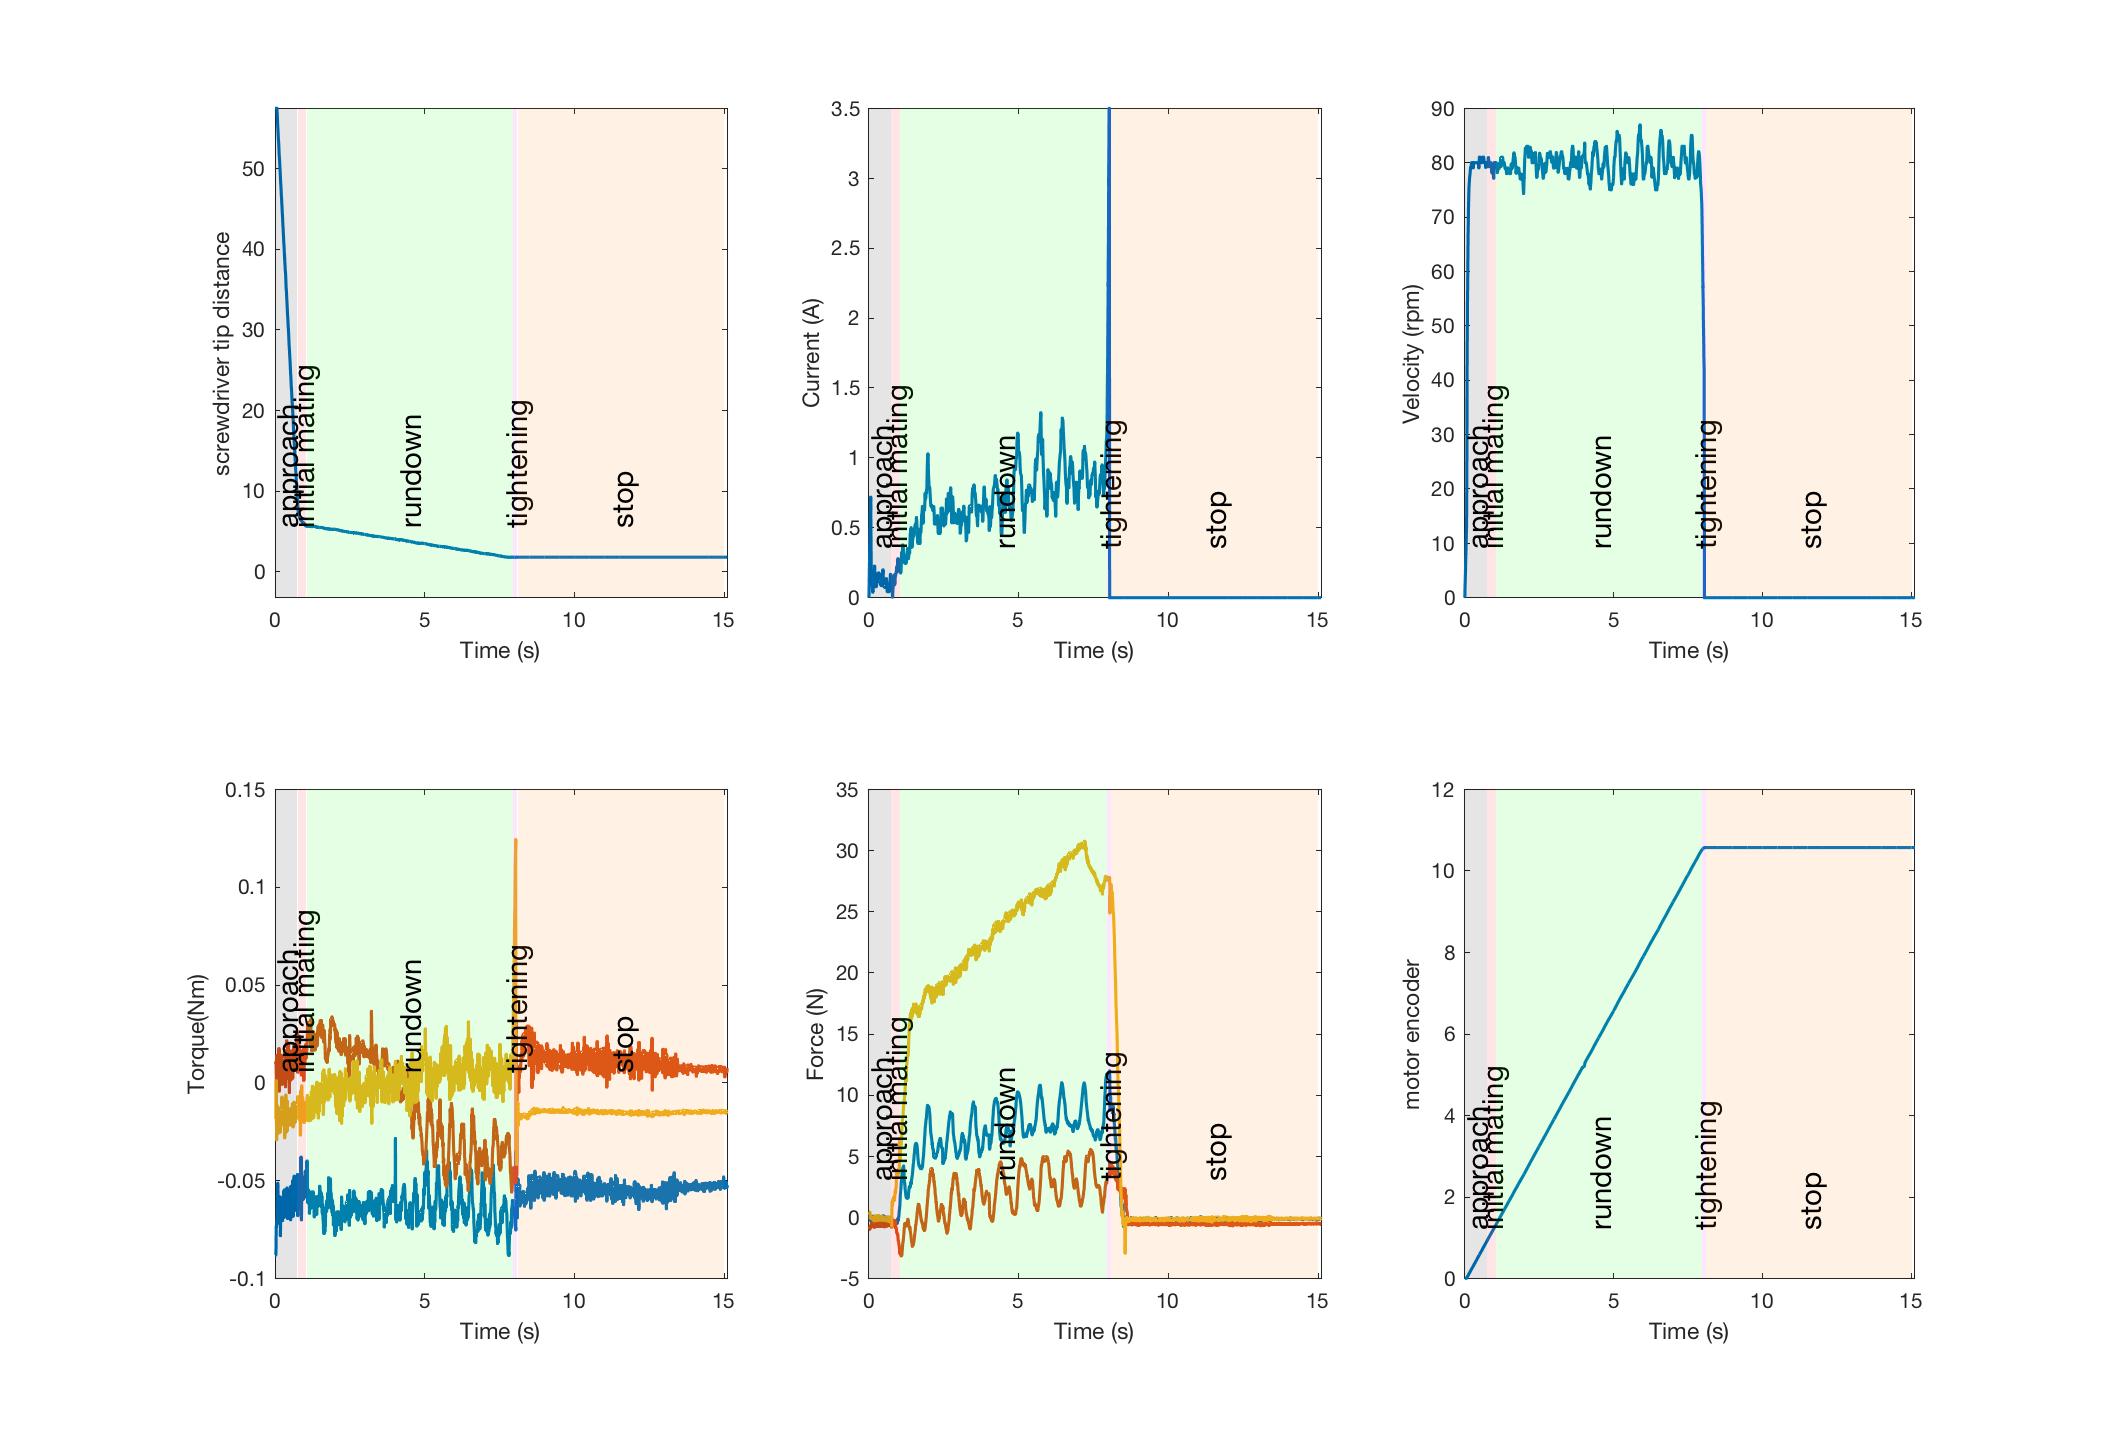 50
40
30
20
10
0
screwdriver tip distance
approach
initial mating
rundown
tightening
stop
0 5 10 15
Time (s)
3.5
3
2.5
2
1.5
1
0.5
0
Current (A)
approach
initial mating
rundown
tightening
stop
0 5 10 15
Time (s)
90
80
70
60
50
40
30
20
10
0
Velocity (rpm)
approach
initial mating
rundown
tightening
stop
0 5 10 15
Time (s)
0.15
0.1
0.05
0
-0.05
-0.1
Torque(Nm)
approach
initial mating
rundown
tightening
stop
0 5 10 15
Time (s)
35
30
25
20
15
10
5
0
-5
Force (N)
approach
initial mating
rundown
tightening
stop
0 5 10 15
Time (s)
12
10
8
6
4
2
0
motor encoder
approach
initial mating
rundown
tightening
stop
0 5 10 15
Time (s)